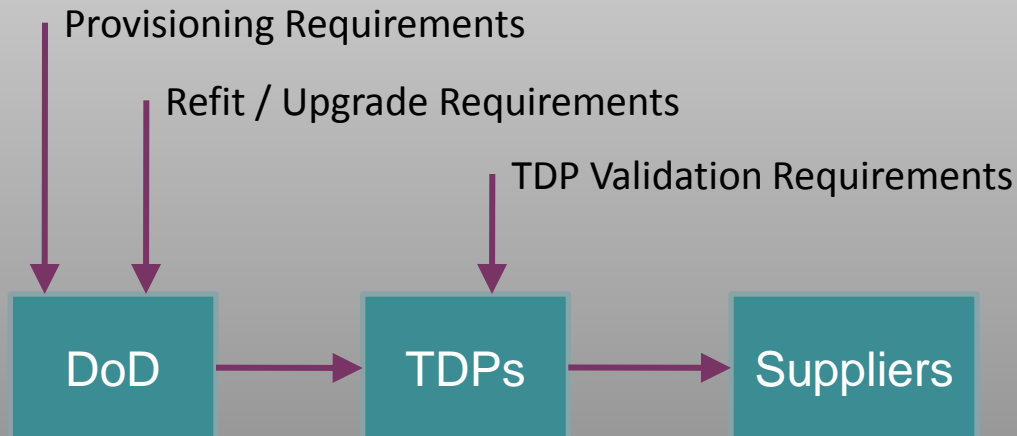 Provisioning Requirements
Refit / Upgrade Requirements
TDP Validation Requirements
DoD
TDPs
Suppliers